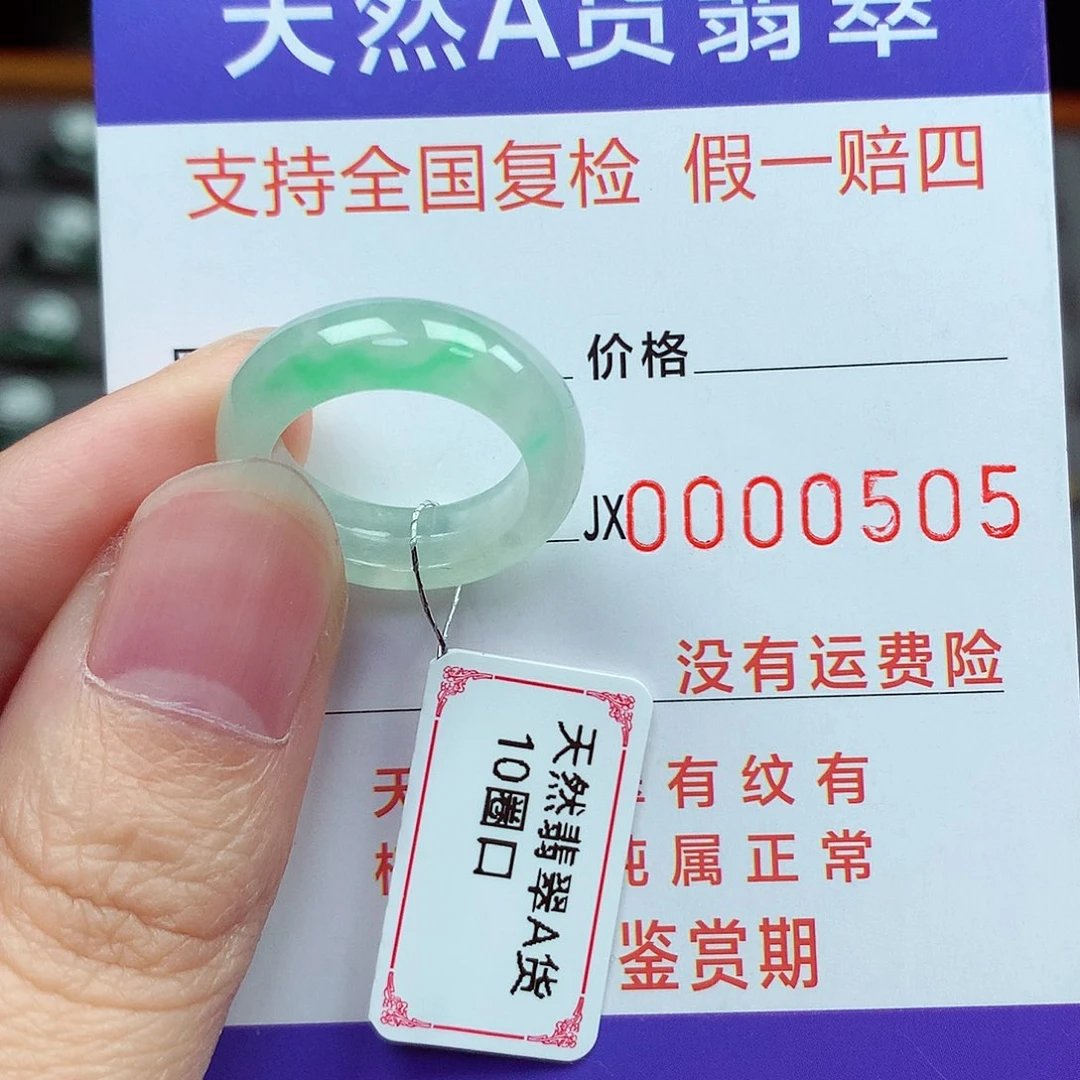 天然A货翡翠
支持全国复检 假一赔四
价格
JX0000505
没有运费险
天 有纹有
纯属正常
鉴赏期
天然翡翠A货
10圈口